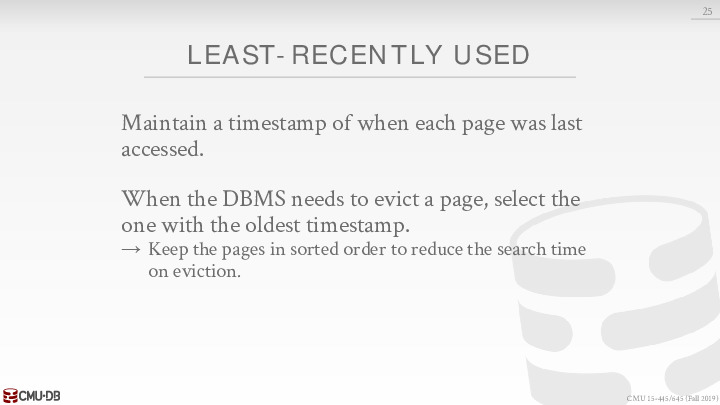 25
LEAST-RECENTLY USED
Maintain a timestamp of when each page was last
accessed.
When the DBMS needs to evict a page, select the
one with the oldest timestamp.
→ Keep the pages in sorted order to reduce the search time
on eviction.
CMU·DB
CMU 15-445/645 (Fall 2019)